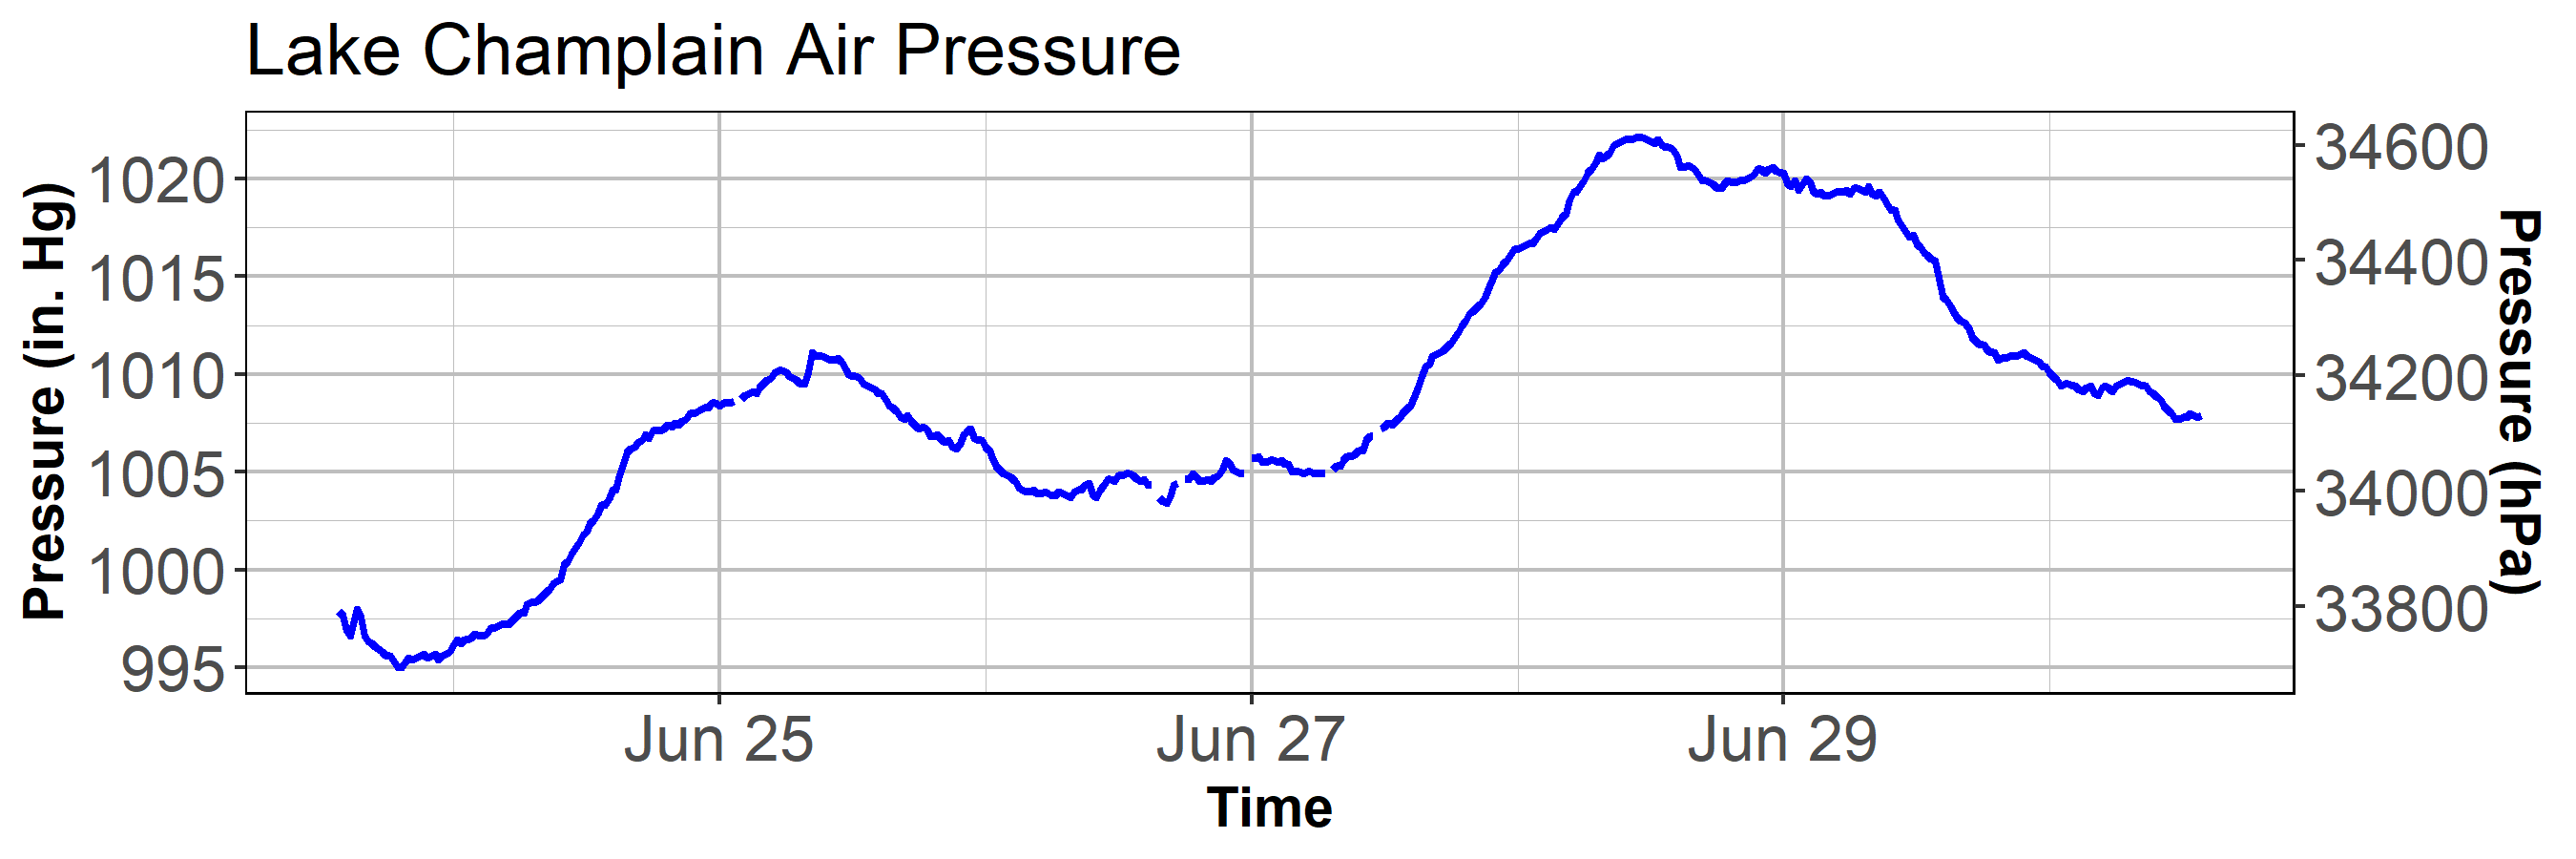 Lake Champlain Air Pressure
Pressure (in. Hg)
1020
1015
1010
1005
1000
995
34600
34400
34200
34000
33800
Pressure (hPa)
Jun 25 Jun 27 Jun 29
Time